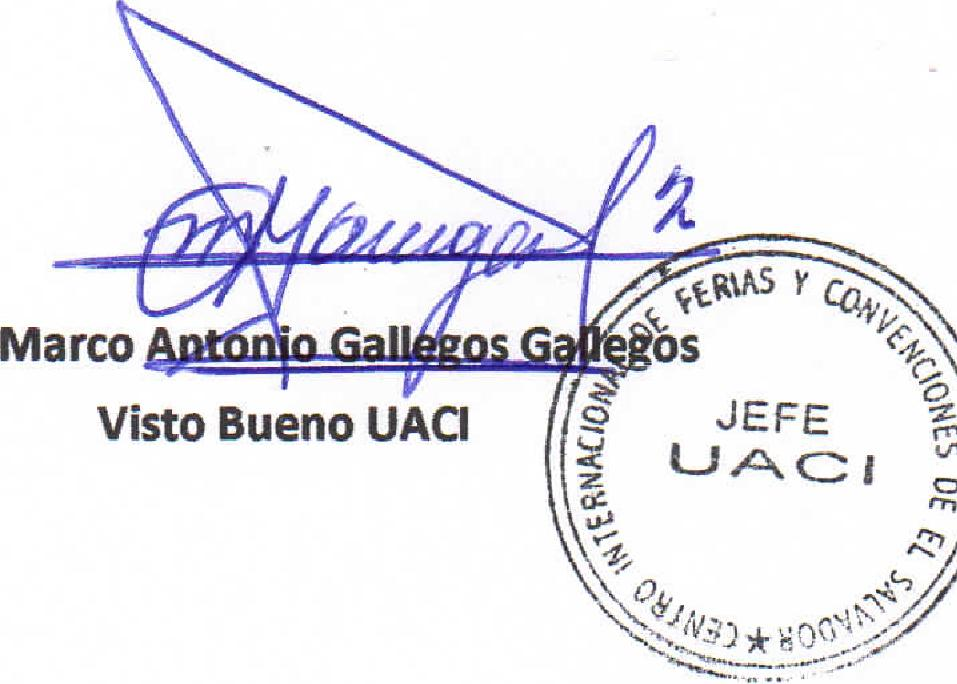 Marco Antonio Gallegos Gallegos
Visto Bueno UACI
CENTRO INTERNACIONAL DE FERIAS Y CONVENCIONES DE EL SALVADOR ★
JEFE
UACI